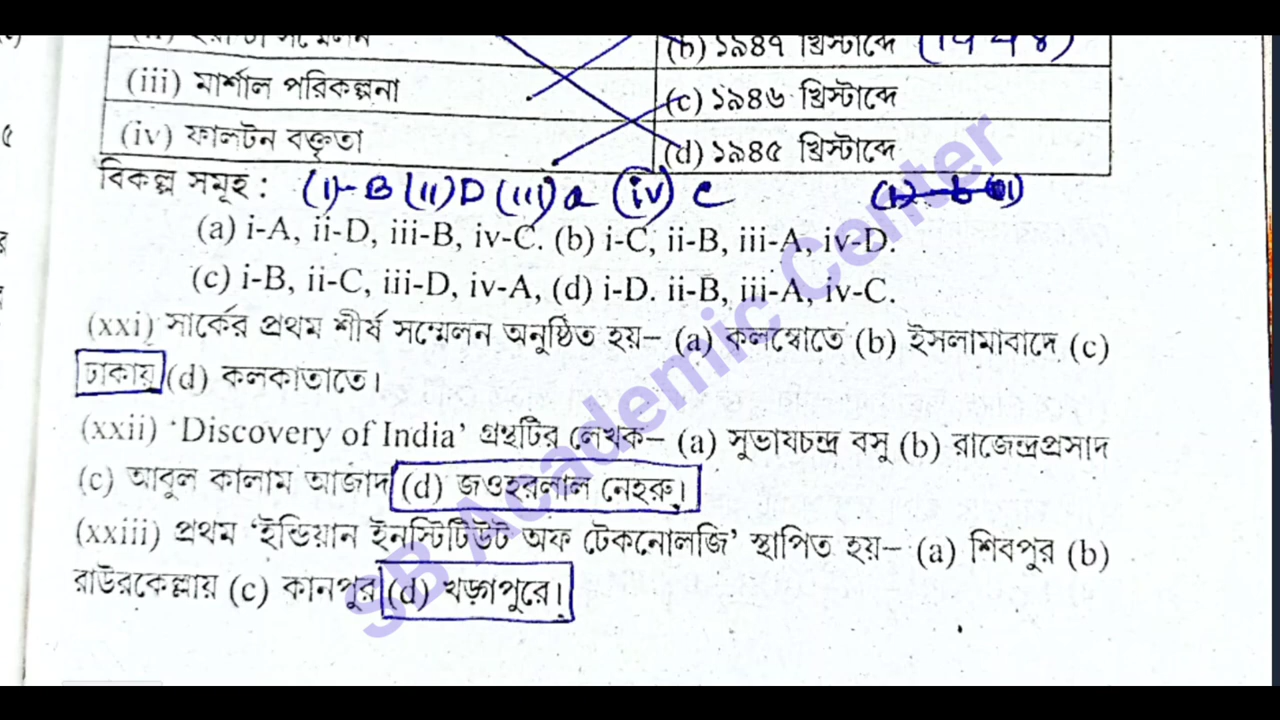 (b) ১৯৪৭ খ্রিস্টাব্দে
(iii) মার্শাল পরিকল্পনা
(c) ১৯৪৬ খ্রিস্টাব্দে
(iv) ফালটন বক্তৃতা
(d) ১৯৪৫ খ্রিস্টাব্দে
বিকল্প সমূহ : (i)-B (ii) D (iii) a (iv) c
(a) i-A, ii-D, iii-B, iv-C. (b) i-C, ii-B, iii-A, iv-D.
(c) i-B, ii-C, iii-D, iv-A, (d) i-D. ii-B, iii-A, iv-C.
(xxi) সার্কের প্রথম শীর্ষ সম্মেলন অনুষ্ঠিত হয়– (a) কলম্বোতে (b) ইসলামাবাদে (c)
ঢাকায় (d) কলকাতাতে।
(xxii) ‘Discovery of India’ গ্রন্থটির লেখক– (a) সুভাষচন্দ্র বসু (b) রাজেন্দ্রপ্রসাদ
(c) আবুল কালাম আজাদ (d) জওহরলাল নেহরু।
(xxiii) প্রথম ‘ইন্ডিয়ান ইনস্টিটিউট অফ টেকনোলজি’ স্থাপিত হয়– (a) শিবপুর (b)
রাউরকেল্লায় (c) কানপুর (d) খড়্গপুরে।
SB Academic Center